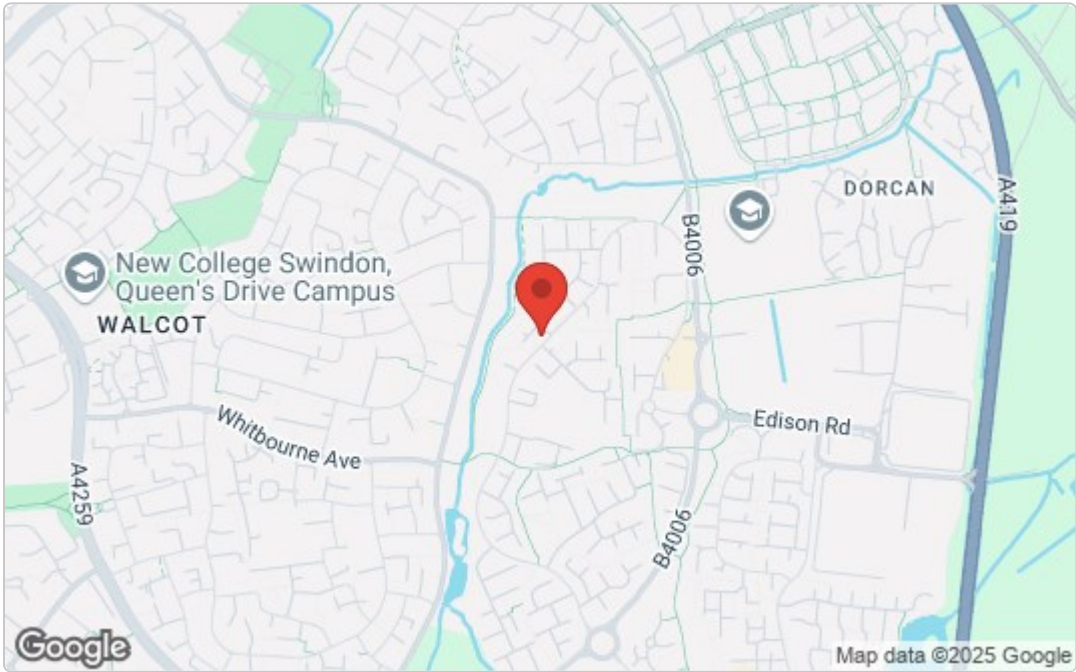 DORCAN
A419
B4006
New College Swindon,
Queen's Drive Campus
WALCOT
Whitbourne Ave
Edison Rd
A4259
B4006
Google
Map data ©2025 Google